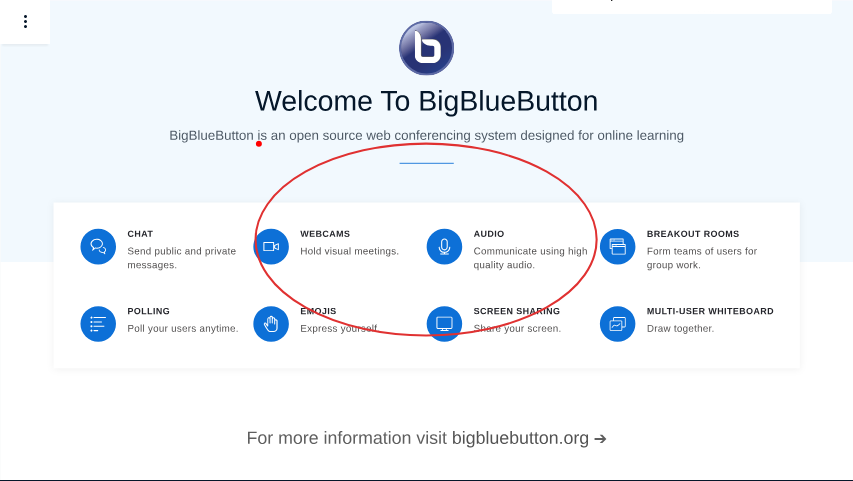 Welcome To BigBlueButton
BigBlueButton is an open source web conferencing system designed for online learning
CHAT
Send public and private
messages.
WEBCAMS
Hold visual meetings.
AUDIO
Communicate using high
quality audio.
BREAKOUT ROOMS
Form teams of users for
group work.
POLLING
Poll your users anytime.
EMOJIS
Express yourself.
SCREEN SHARING
Share your screen.
MULTI-USER WHITEBOARD
Draw together.
For more information visit bigbluebutton.org ➔